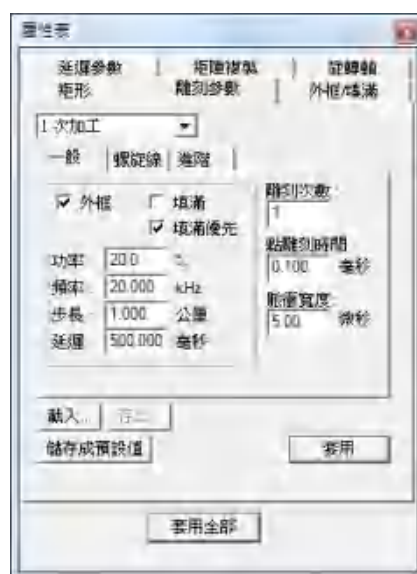 屬性表
延遲參數 矩陣複製 旋轉軸
矩形 雕刻參數 外框/填滿
1 次加工
一般 螺旋線 進階
外框 填滿
填滿優先
功率 20.0 %
頻率 20.000 kHz
步長 1.000 公厘
延遲 500.000 毫秒
雕刻次數
1
點雕刻時間
0.100 毫秒
脈衝寬度
5.00 微秒
載入... 存...
儲存成預設值 套用
套用全部